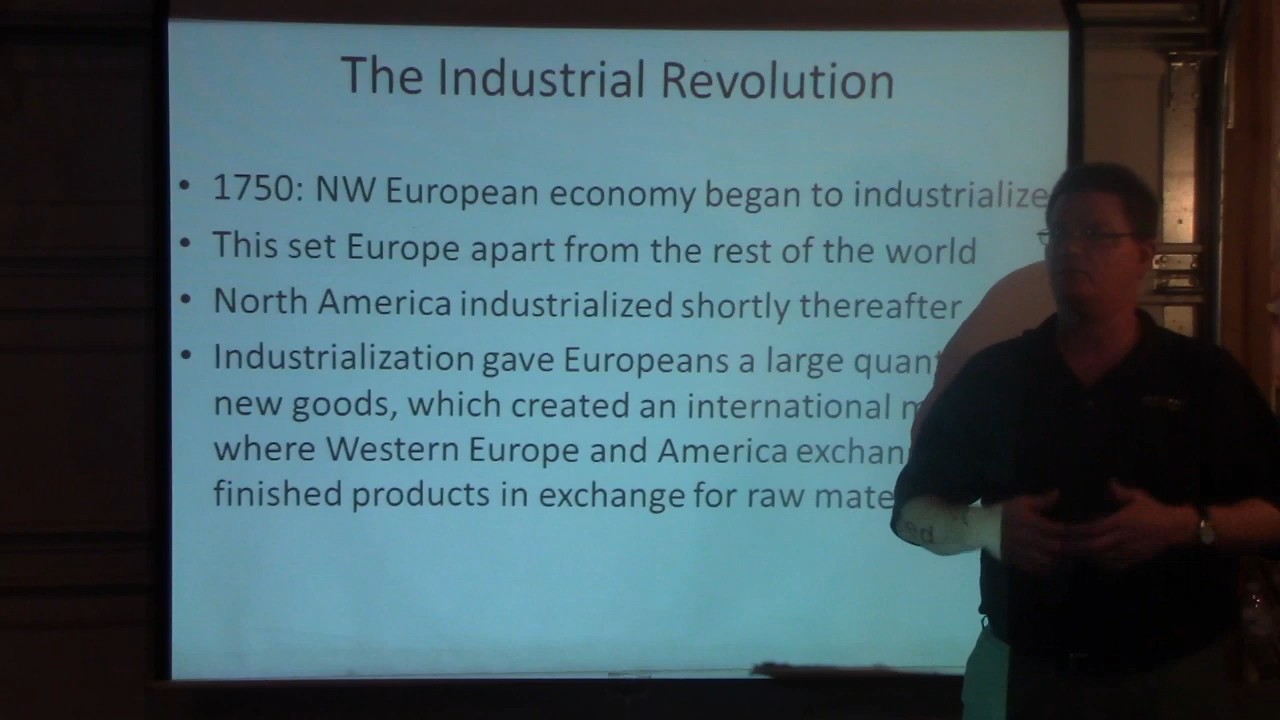 The Industrial Revolution
• 1750: NW European economy began to industrialize
• This set Europe apart from the rest of the world
• North America industrialized shortly thereafter
• Industrialization gave Europeans a large
new goods, which created an international
where Western Europe and America
finished products in exchange for raw